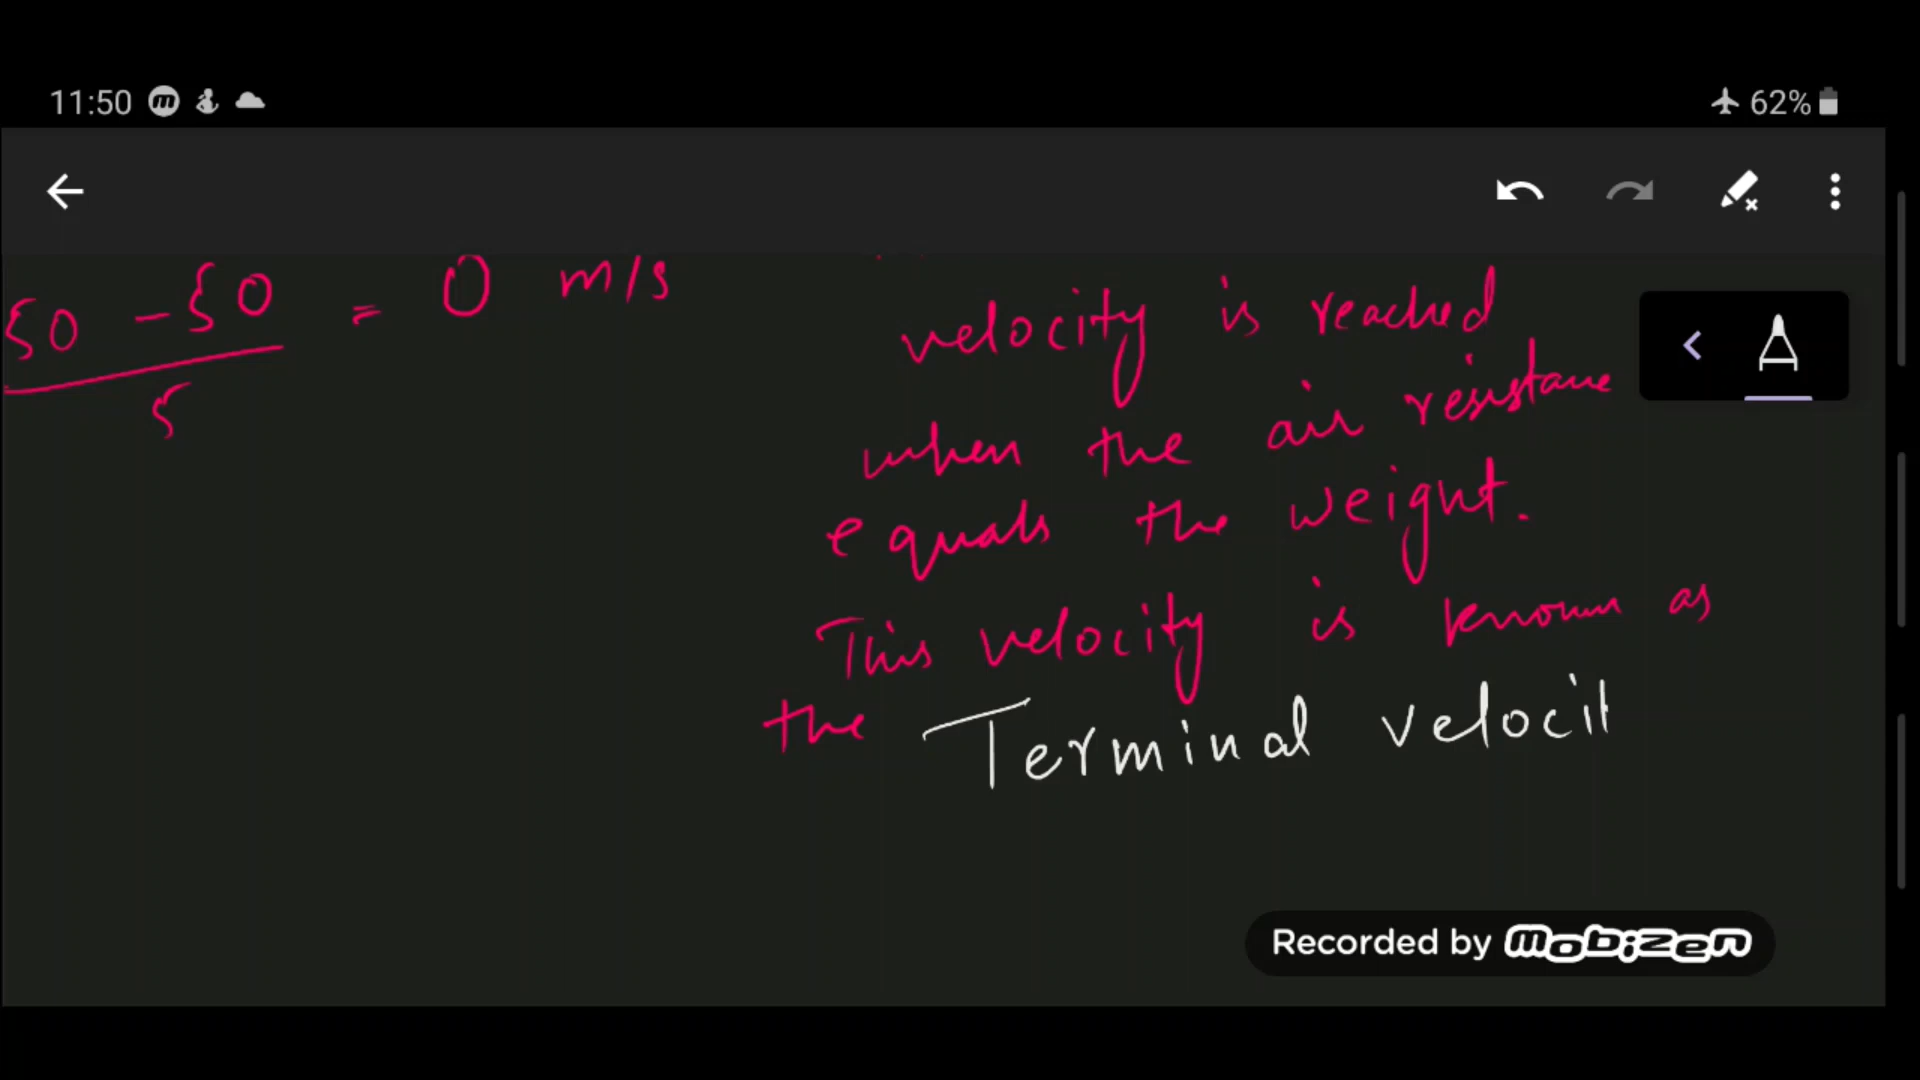 11:50
62%
50 - 50 = 0 m/s
5
velocity is reached
when the air resistance
equals the weight.
This velocity is known as
the Terminal velocit
Recorded by mobizen